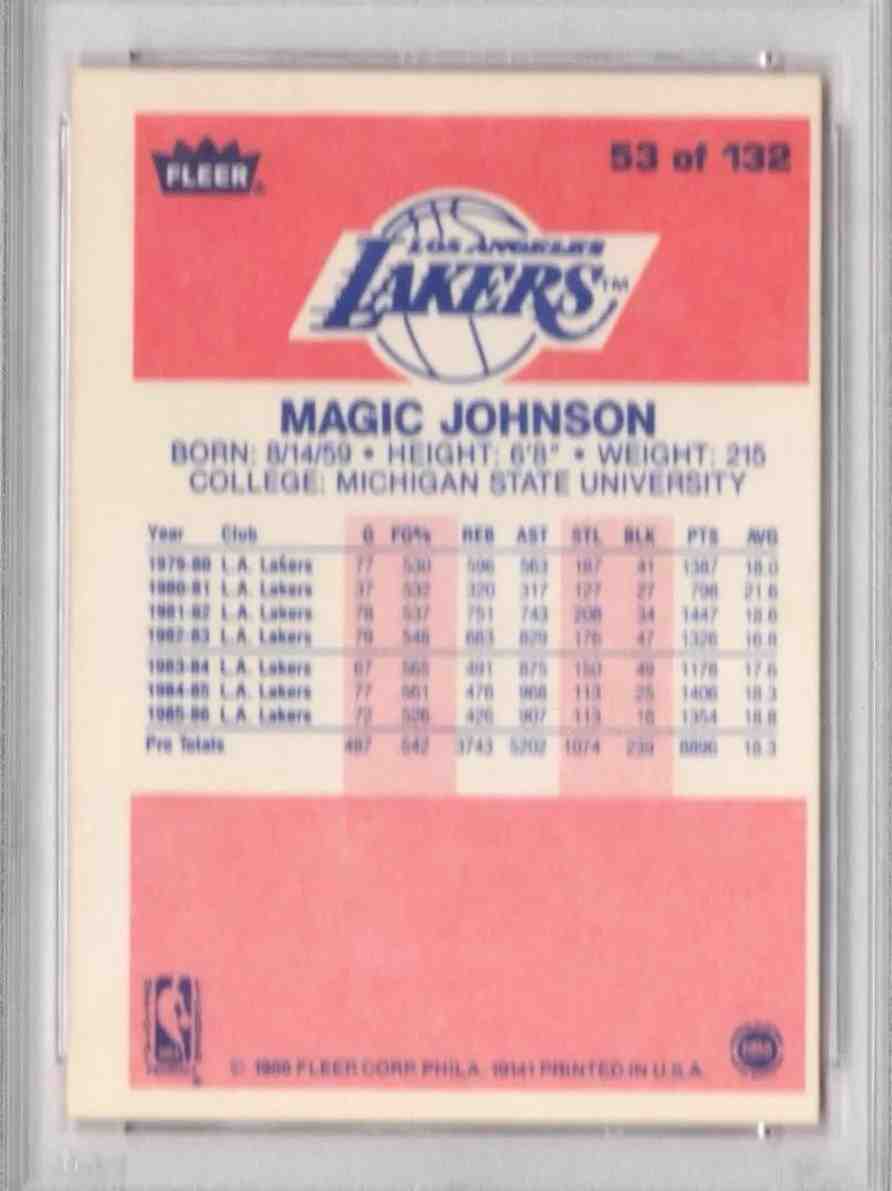 FLEER®
53 of 132
LOS ANGELES
LAKERS™
MAGIC JOHNSON
BORN: 8/14/59 • HEIGHT: 6'8" • WEIGHT: 215
COLLEGE: MICHIGAN STATE UNIVERSITY
Year Club G FG% REB AST STL BLK PTS AVG
1979-80 L.A. Lakers 77 .530 596 563 187 41 1387 18.0
1980-81 L.A. Lakers 37 .532 320 317 127 27 798 21.6
1981-82 L.A. Lakers 78 .537 751 743 208 34 1447 18.6
1982-83 L.A. Lakers 79 .548 683 829 176 47 1326 16.8
1983-84 L.A. Lakers 67 .565 491 875 150 49 1178 17.6
1984-85 L.A. Lakers 77 .561 476 968 113 25 1406 18.3
1985-86 L.A. Lakers 72 .526 426 907 113 16 1354 18.8
Pro Totals 487 .542 3743 5202 1074 239 8896 18.3
© 1986 FLEER CORP. PHILA. 19141 PRINTED IN U.S.A.